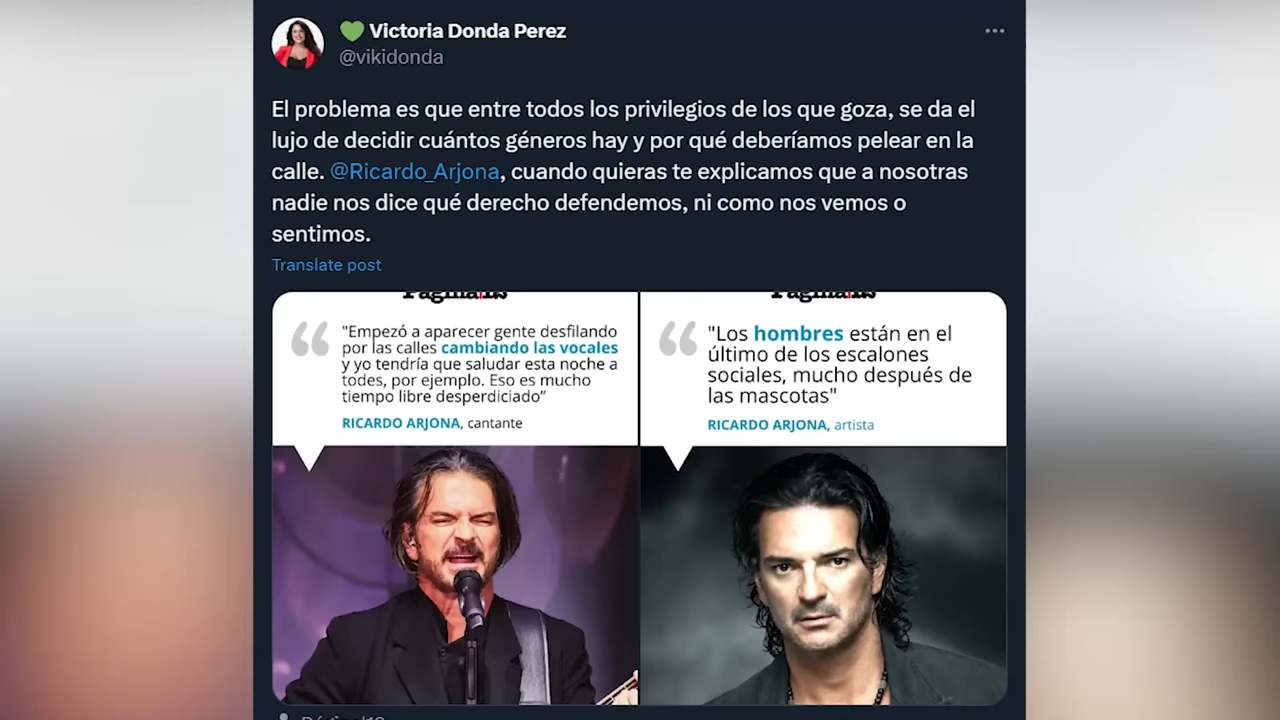 Victoria Donda Perez
@vikidonda
El problema es que entre todos los privilegios de los que goza, se da el
lujo de decidir cuántos géneros hay y por qué deberíamos pelear en la
calle. @Ricardo_Arjona, cuando quieras te explicamos que a nosotras
nadie nos dice qué derecho defendemos, ni como nos vemos o
sentimos.
Translate post
Página|12
"Empezó a aparecer gente desfilando
por las calles cambiando las vocales
y yo tendría que saludar esta noche a
todes, por ejemplo. Eso es mucho
tiempo libre desperdiciado”
RICARDO ARJONA, cantante
Página|12
"Los hombres están en el
último de los escalones
sociales, mucho después de
las mascotas"
RICARDO ARJONA, artista